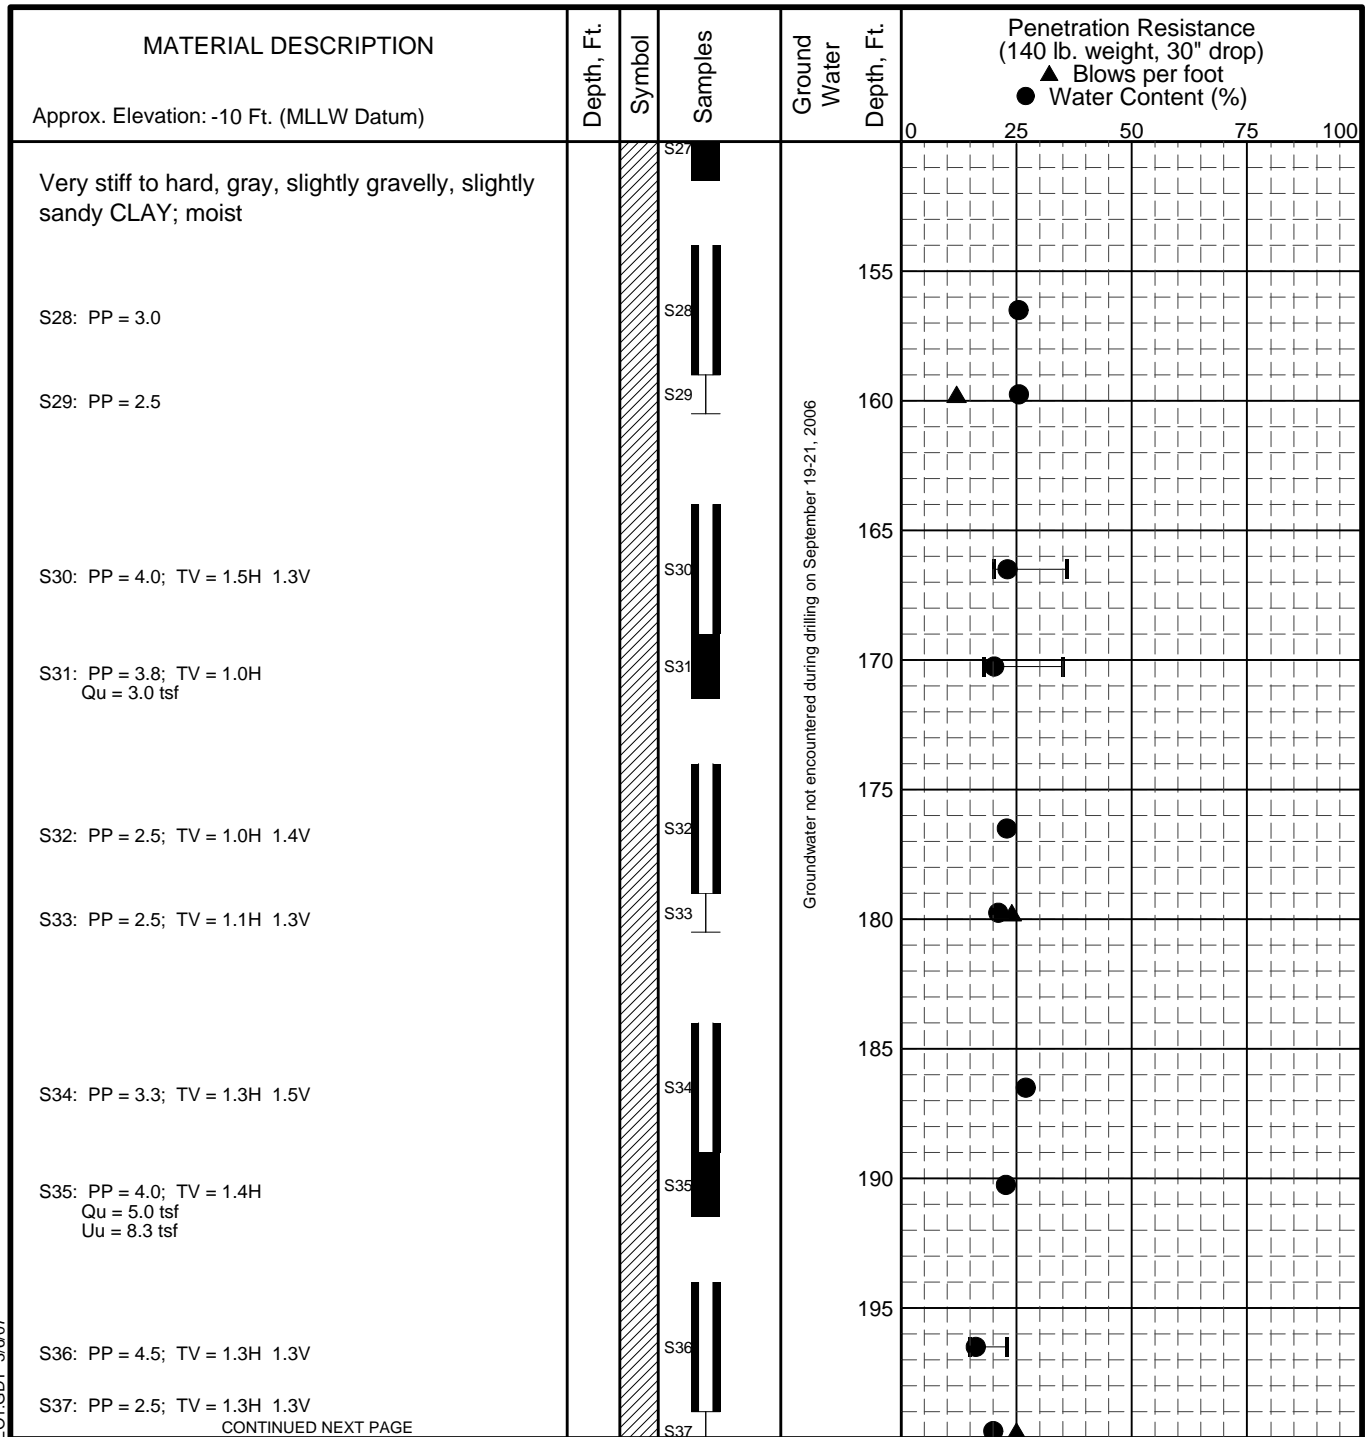 MATERIAL DESCRIPTION
Approx. Elevation: -10 Ft. (MLLW Datum)
Depth, Ft.
Symbol
Samples
Ground
Water
Depth, Ft.
Penetration Resistance
(140 lb. weight, 30" drop)
▲ Blows per foot
● Water Content (%)
0 25 50 75 100
Very stiff to hard, gray, slightly gravelly, slightly
sandy CLAY; moist
S28: PP = 3.0
S29: PP = 2.5
S30: PP = 4.0; TV = 1.5H 1.3V
S31: PP = 3.8; TV = 1.0H
Qu = 3.0 tsf
S32: PP = 2.5; TV = 1.0H 1.4V
S33: PP = 2.5; TV = 1.1H 1.3V
S34: PP = 3.3; TV = 1.3H 1.5V
S35: PP = 4.0; TV = 1.4H
Qu = 5.0 tsf
Uu = 8.3 tsf
S36: PP = 4.5; TV = 1.3H 1.3V
S37: PP = 2.5; TV = 1.3H 1.3V
CONTINUED NEXT PAGE
S27
S28
S29
S30
S31
S32
S33
S34
S35
S36
S37
Groundwater not encountered during drilling on September 19-21, 2006
155
160
165
170
175
180
185
190
195